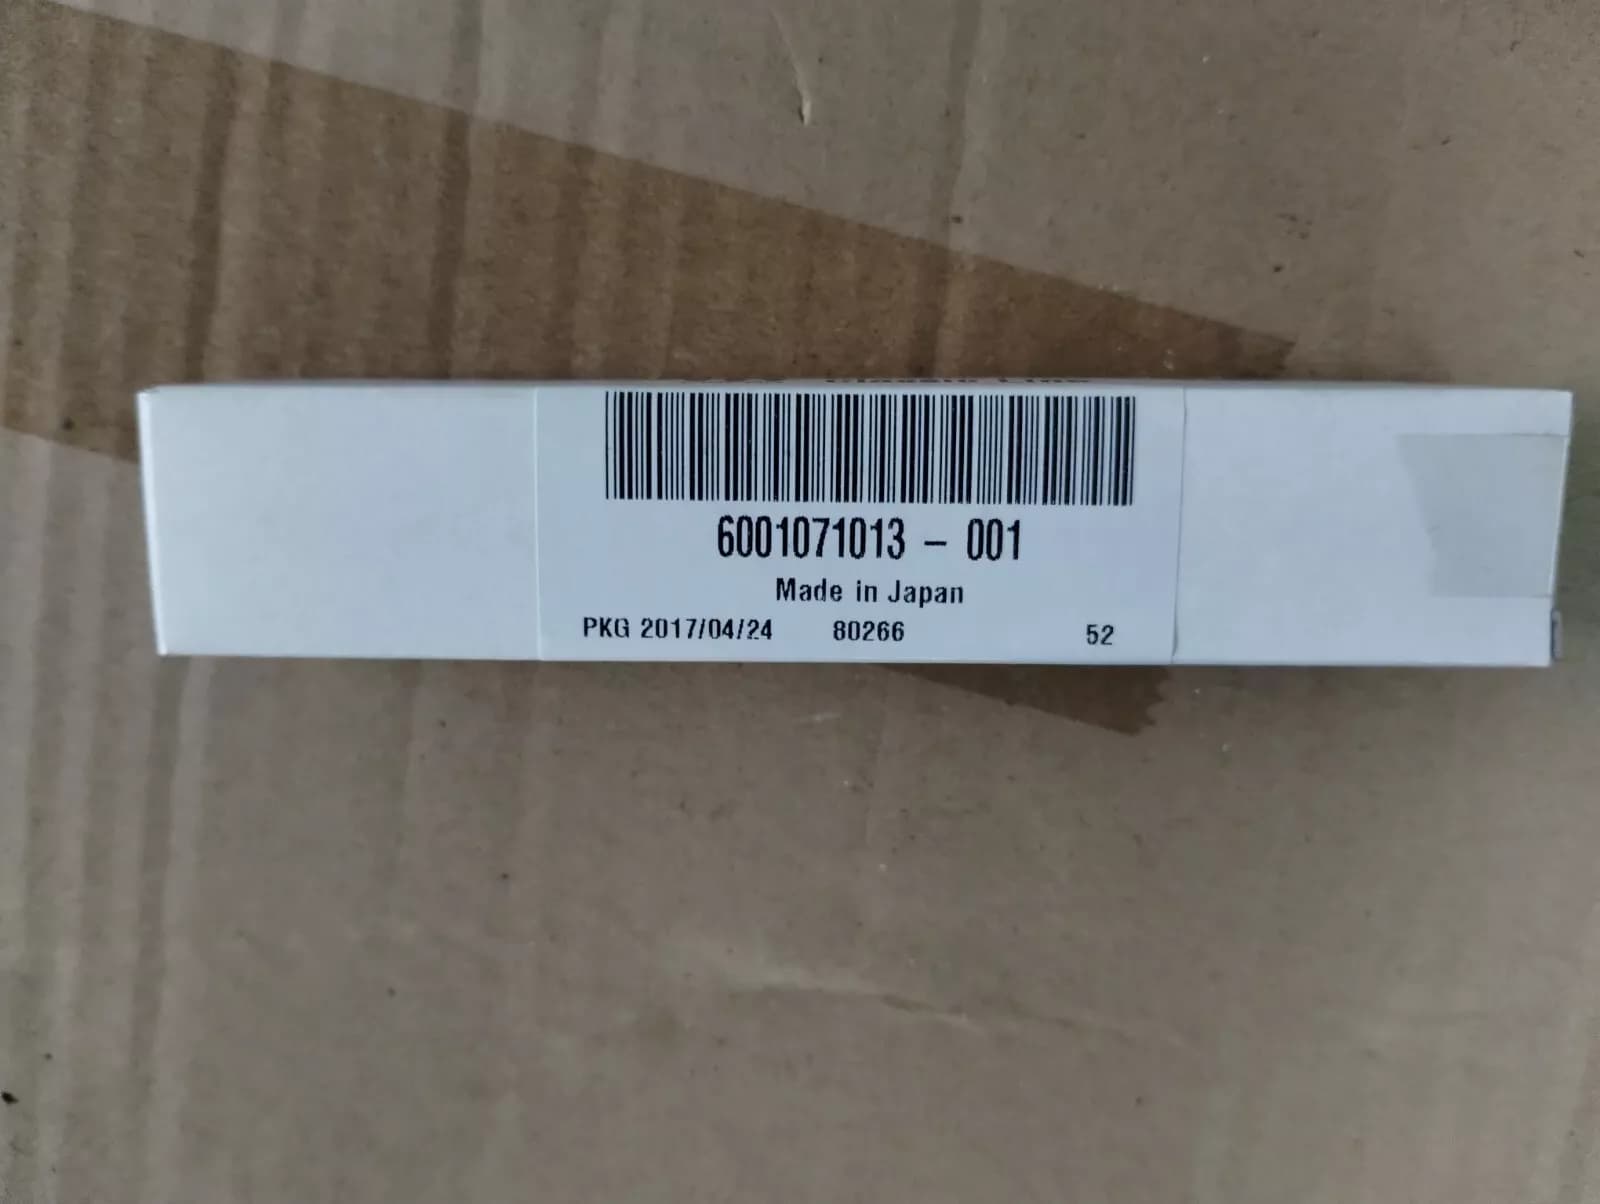 6001071013 – 001
Made in Japan
PKG 2017/04/24 80266 52